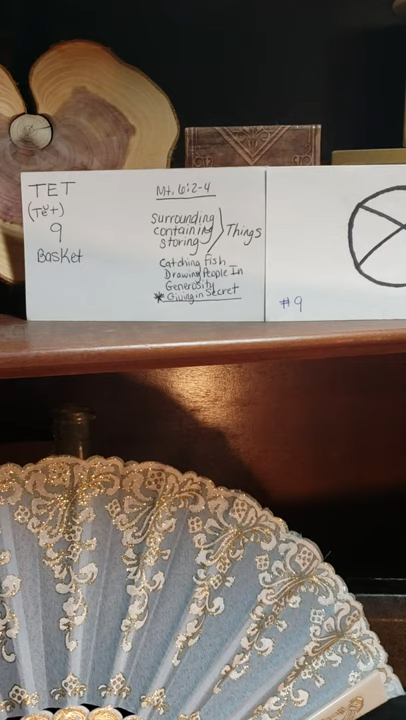 TET
(Tĕt)
9
Basket
Mt. 6:2-4
surrounding
containing
storing
Things
Catching fish
Drawing People In
Generosity
* Giving in Secret
#9